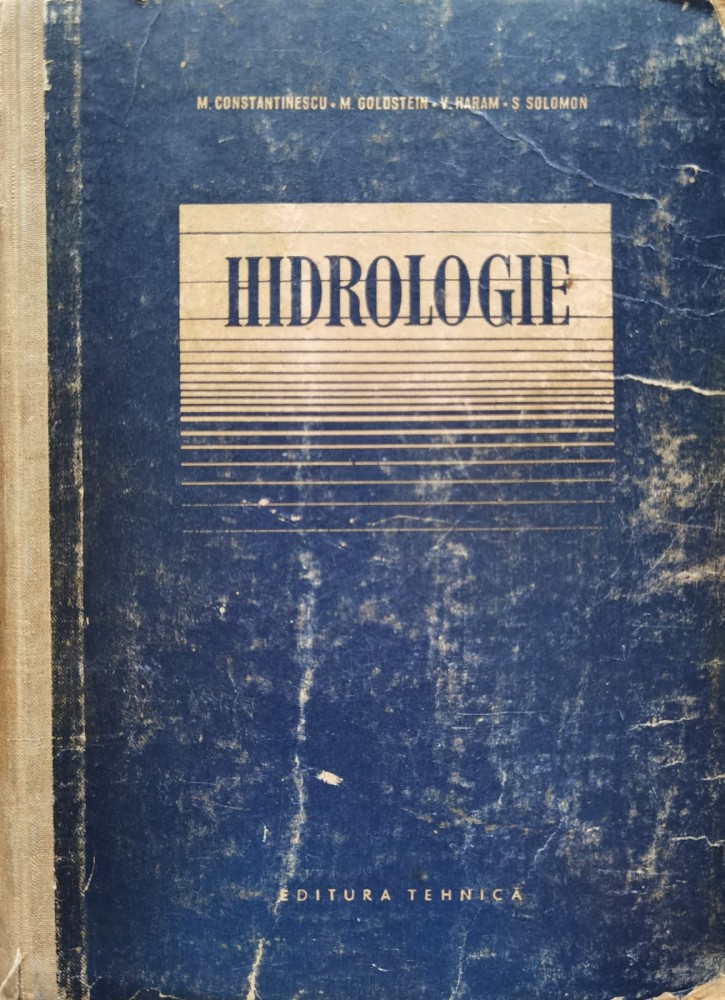 M. CONSTANTINESCU • M. GOLDSTEIN • V. HARAM • S. SOLOMON
HIDROLOGIE
EDITURA TEHNICĂ